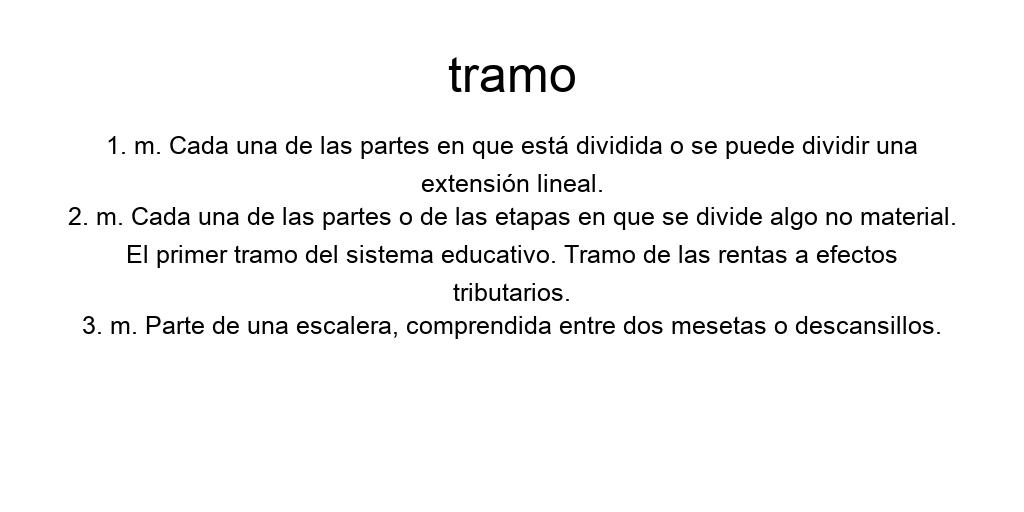 tramo
1. m. Cada una de las partes en que está dividida o se puede dividir una
extensión lineal.
2. m. Cada una de las partes o de las etapas en que se divide algo no material.
El primer tramo del sistema educativo. Tramo de las rentas a efectos
tributarios.
3. m. Parte de una escalera, comprendida entre dos mesetas o descansillos.